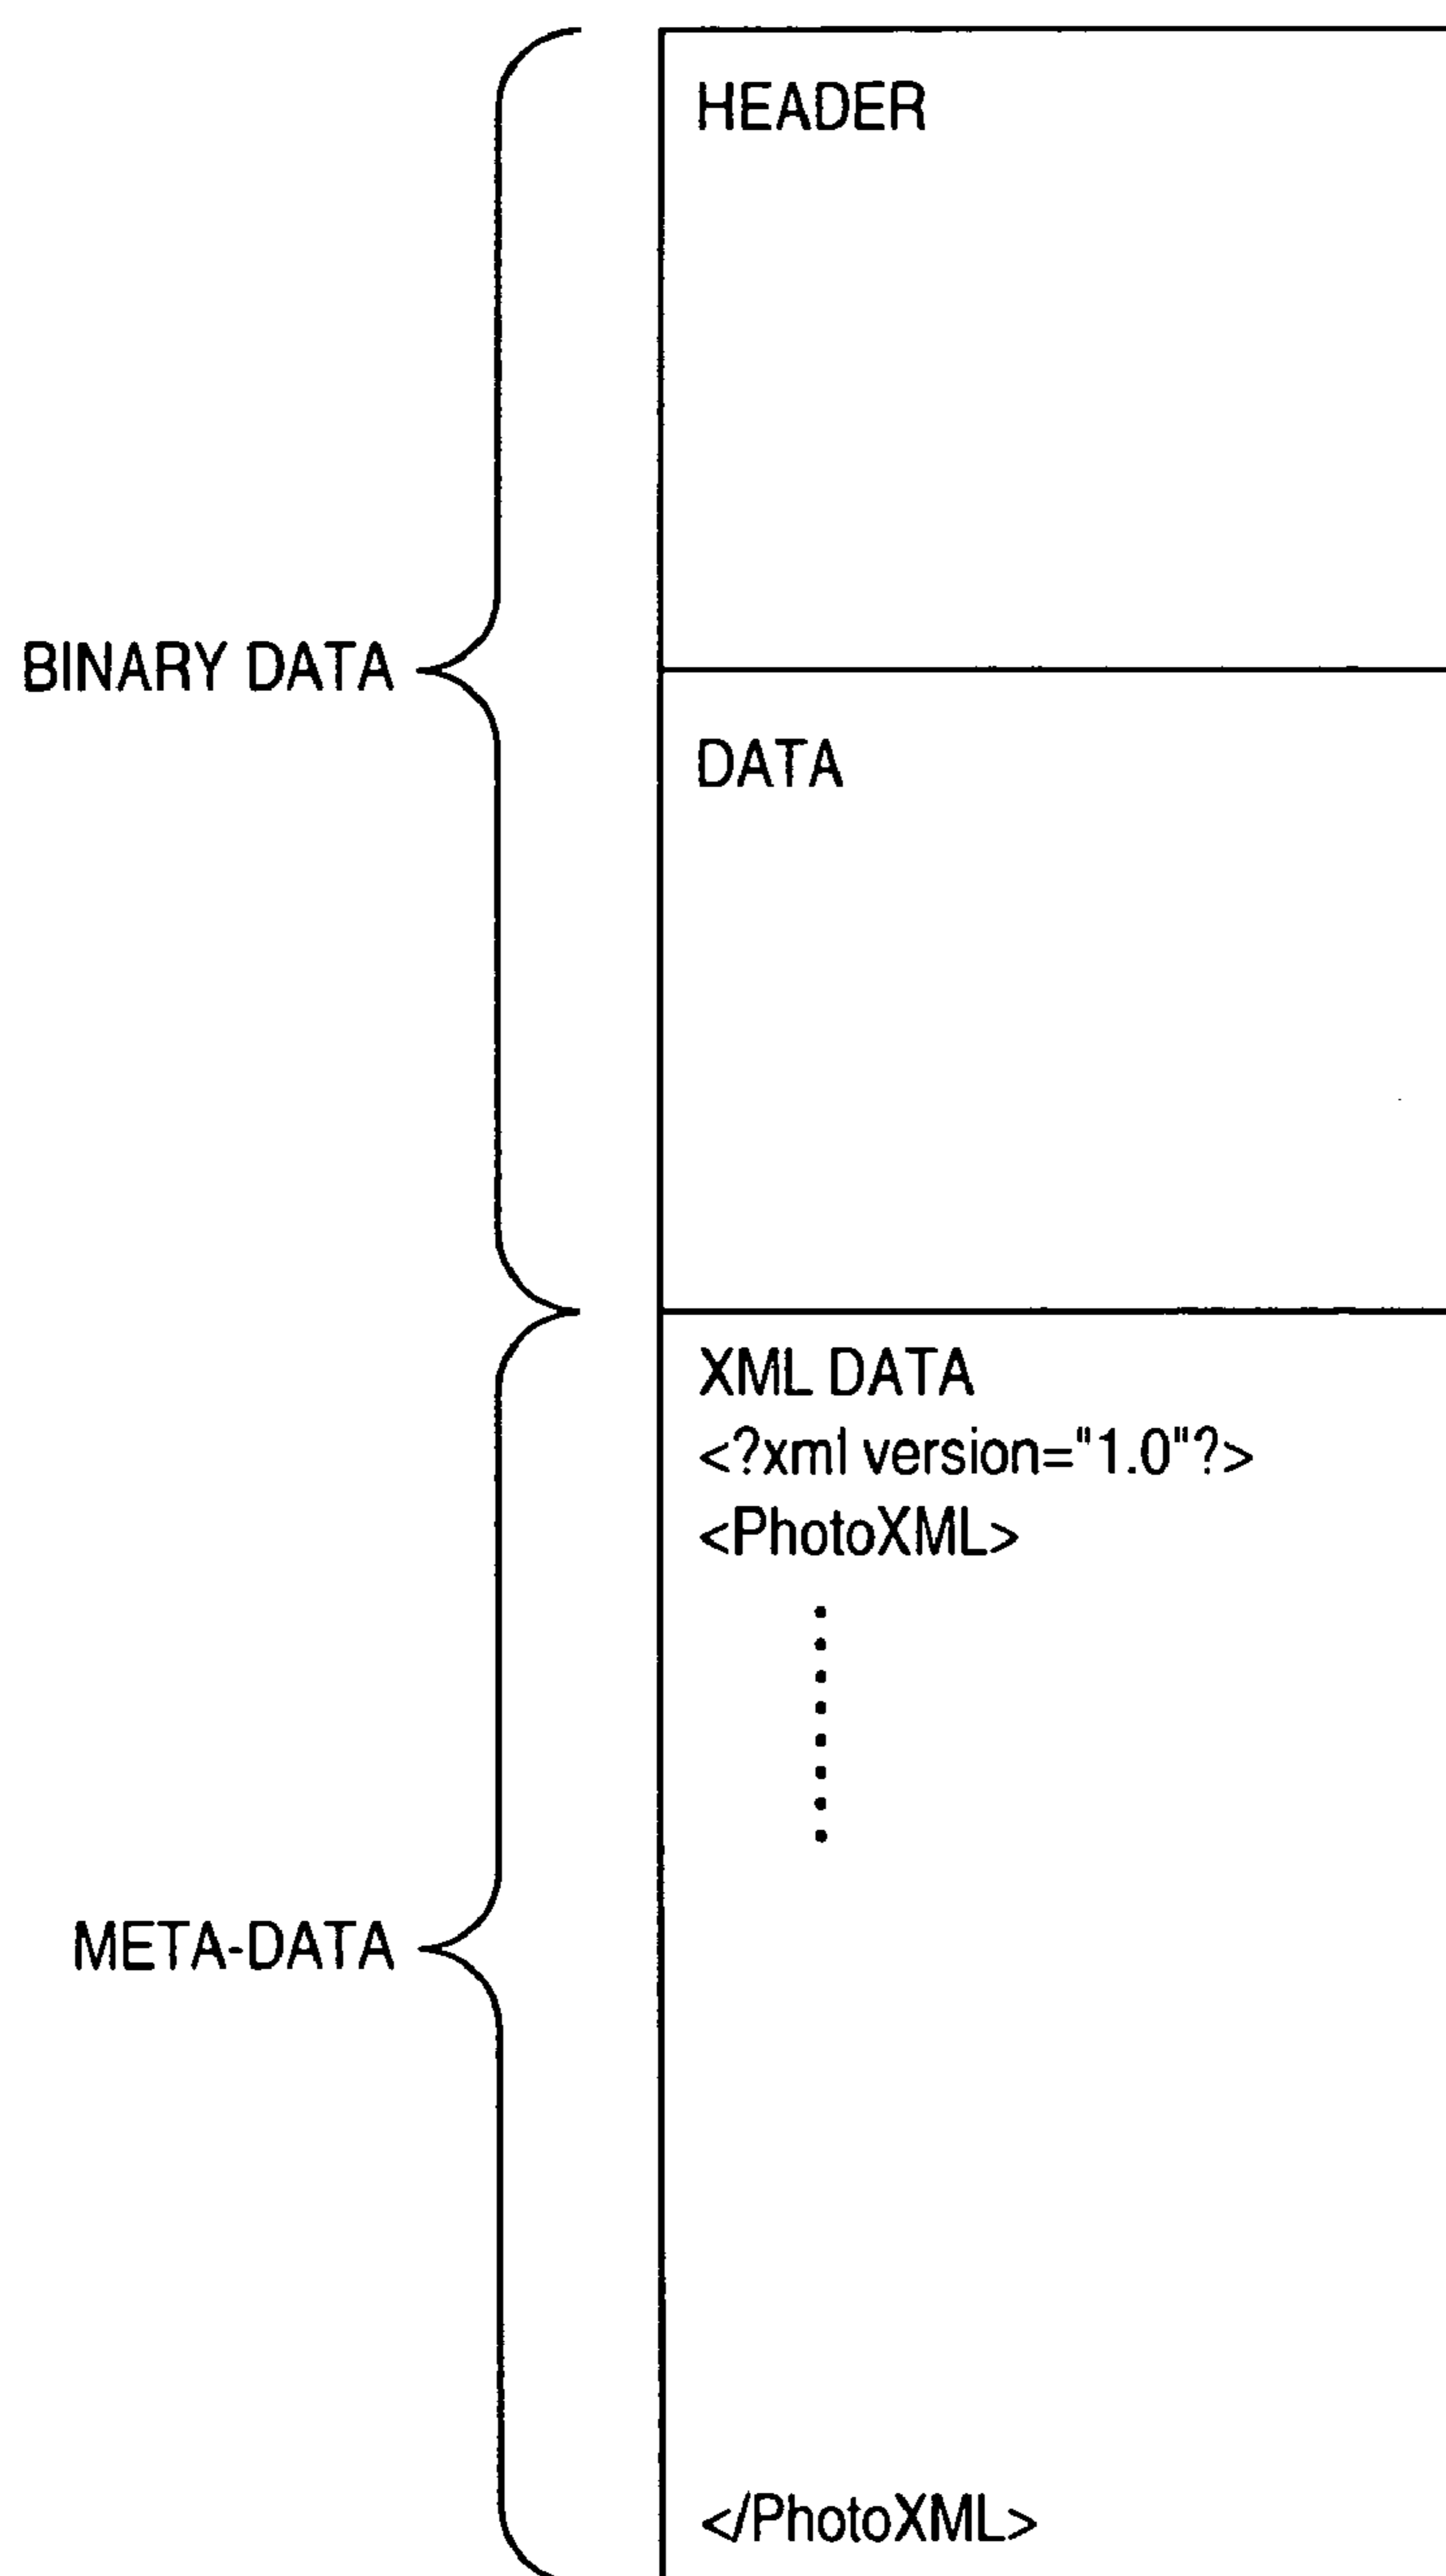 HEADER
BINARY DATA
DATA
XML DATA
<?xml version="1.0"?>
<PhotoXML>
META-DATA
</PhotoXML>